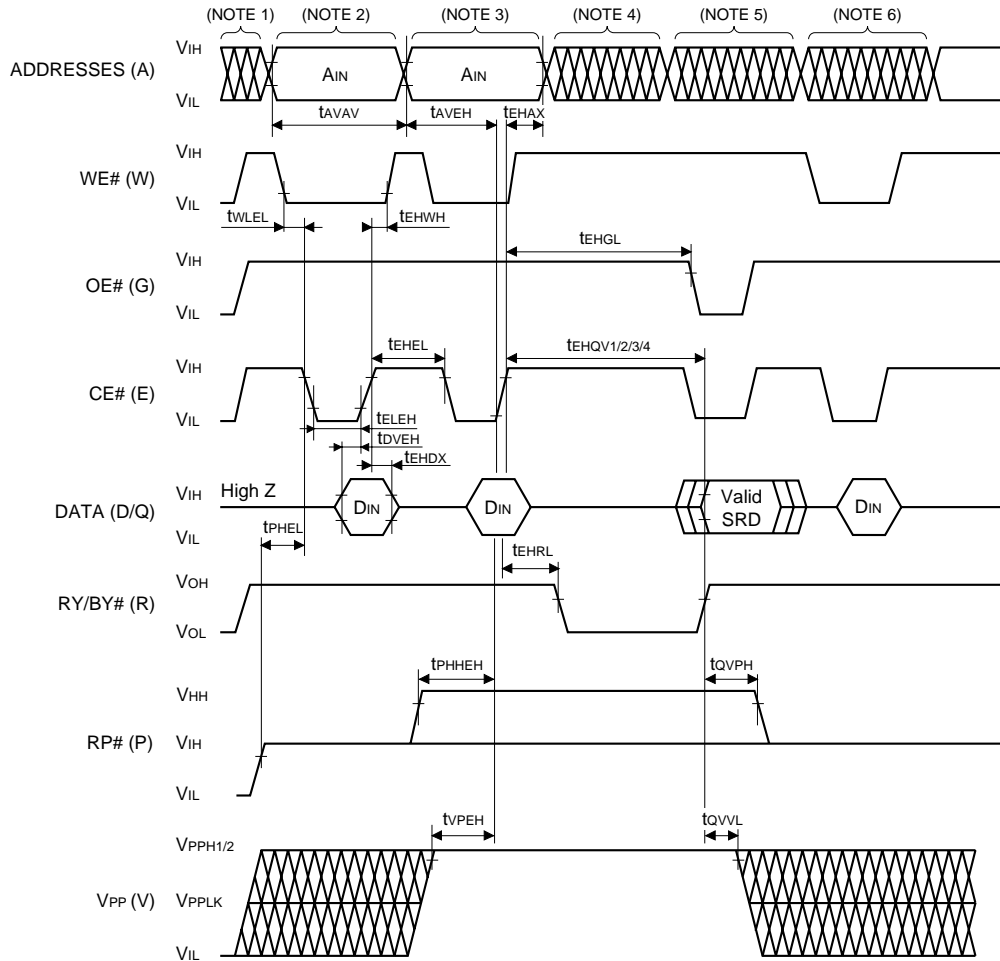 (NOTE 1) (NOTE 2) (NOTE 3) (NOTE 4) (NOTE 5) (NOTE 6)
VIH
ADDRESSES (A)
AIN AIN
VIL
tAVAV tAVEH tEHAX
VIH
WE# (W)
VIL
tWLEL tEHWH
tEHGL
VIH
OE# (G)
VIL
tEHEL tEHQV1/2/3/4
VIH
CE# (E)
VIL
tELEH
tDVEH
tEHDX
VIH High Z
DATA (D/Q) DIN DIN Valid SRD DIN
VIL
tPHEL
tEHRL
VOH
RY/BY# (R)
VOL
tPHHEH tQVPH
VHH
RP# (P) VIH
VIL
tVPEH tQVVL
VPPH1/2
VPP (V) VPPLK
VIL